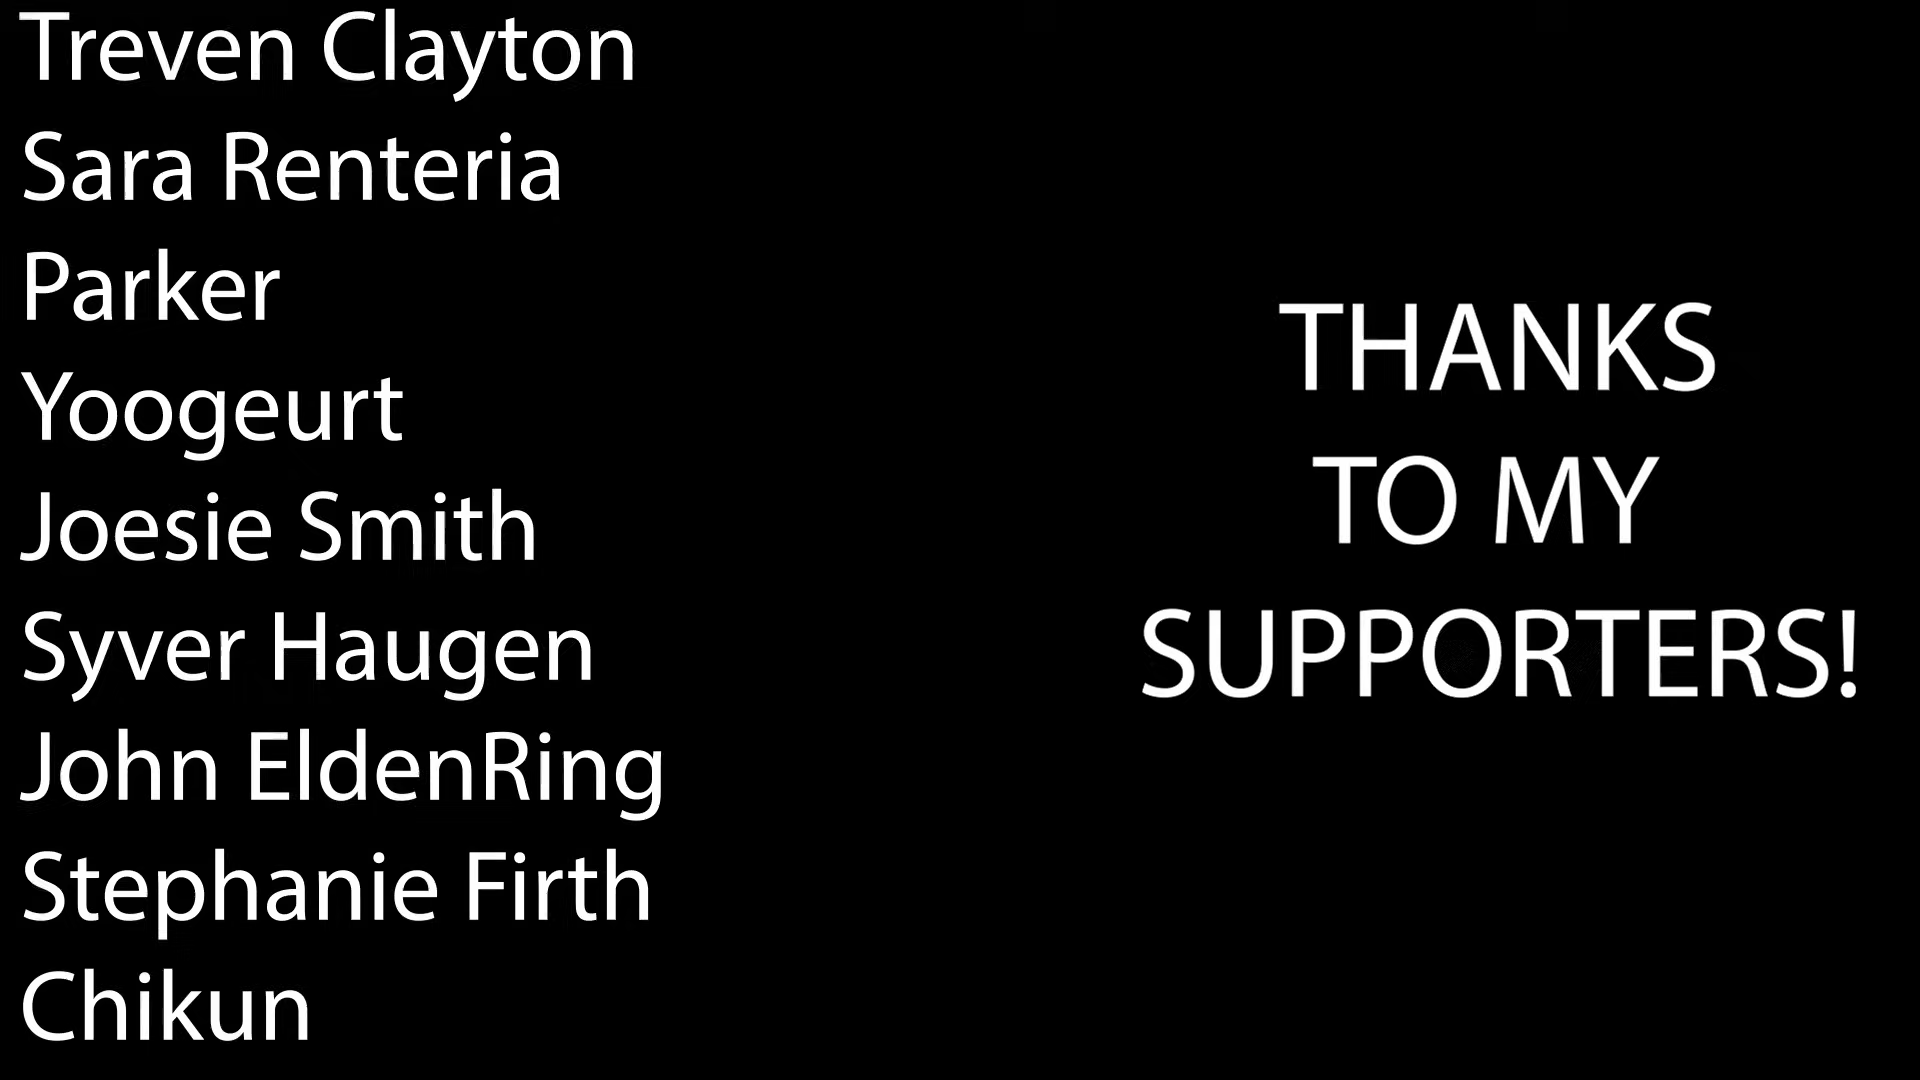 Treven Clayton
Sara Renteria
Parker
Yoogeurt
Joesie Smith
Syver Haugen
John EldenRing
Stephanie Firth
Chikun
THANKS
TO MY
SUPPORTERS!